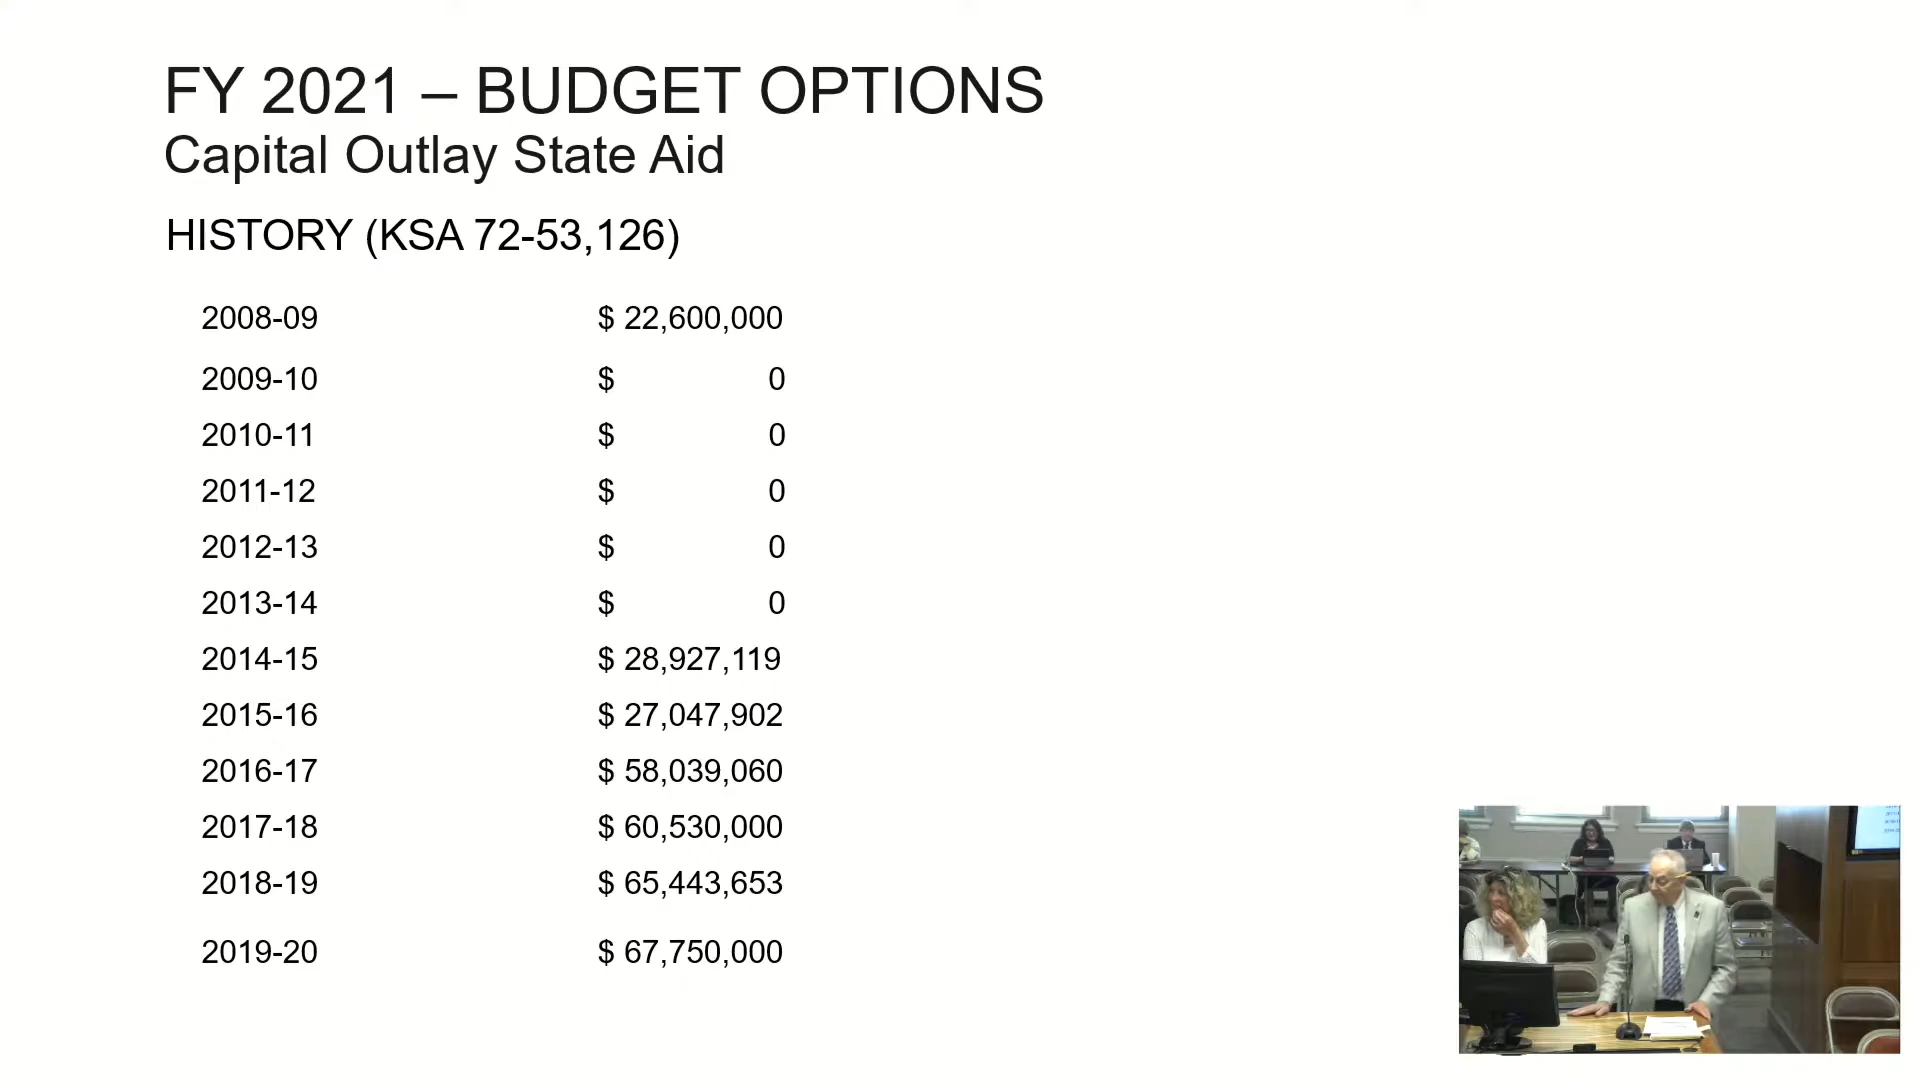 FY 2021 – BUDGET OPTIONS
Capital Outlay State Aid
HISTORY (KSA 72-53,126)
2008-09 $ 22,600,000
2009-10 $ 0
2010-11 $ 0
2011-12 $ 0
2012-13 $ 0
2013-14 $ 0
2014-15 $ 28,927,119
2015-16 $ 27,047,902
2016-17 $ 58,039,060
2017-18 $ 60,530,000
2018-19 $ 65,443,653
2019-20 $ 67,750,000